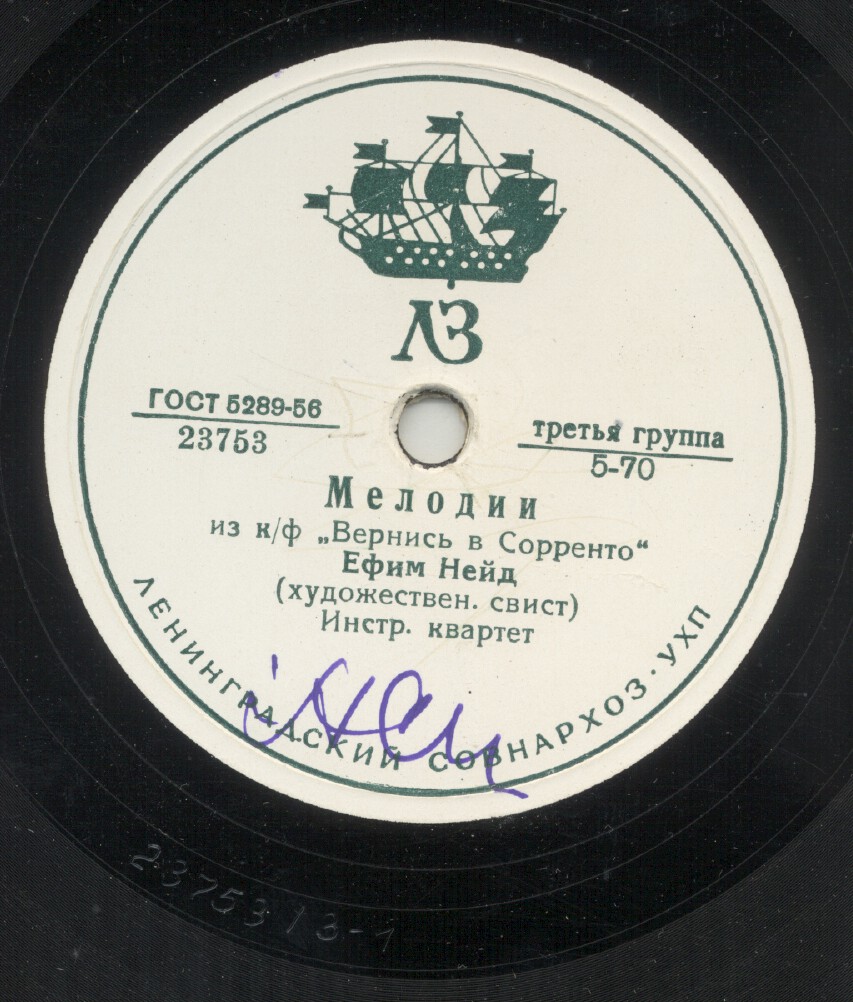 ЛЗ
ГОСТ 5289-56
23753
третья группа
5-70
Мелодии
из к/ф „Вернись в Сорренто“
Ефим Нейд
(художествен. свист)
Инстр. квартет
ЛЕНИНГРАДСКИЙ СОВНАРХОЗ · УХП
23753 / 3-1